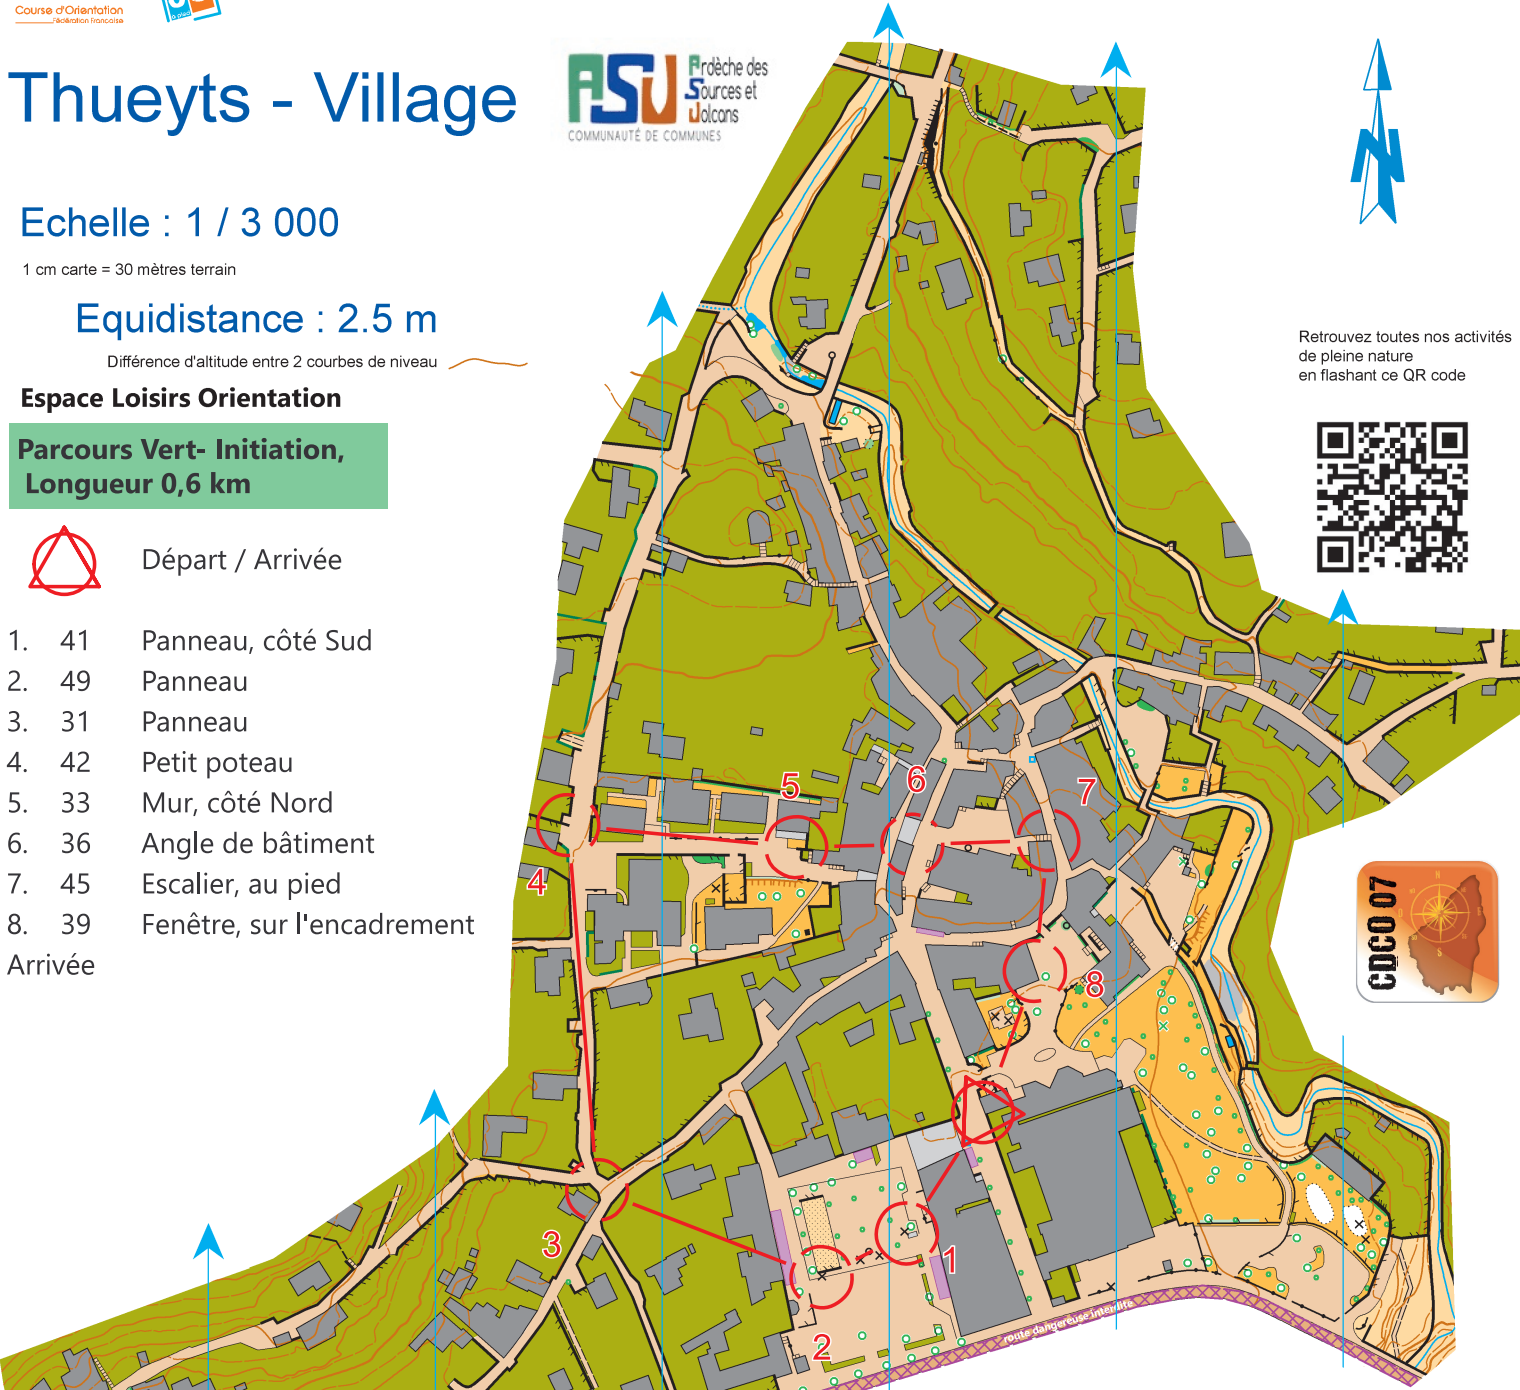 Course d'Orientation
Fédération Française
à pied
Thueyts - Village
ASV
Ardèche des
Sources et
Volcans
COMMUNAUTÉ DE COMMUNES
N
Echelle : 1 / 3 000
1 cm carte = 30 mètres terrain
Equidistance : 2.5 m
Différence d'altitude entre 2 courbes de niveau
Retrouvez toutes nos activités
de pleine nature
en flashant ce QR code
Espace Loisirs Orientation
Parcours Vert- Initiation,
Longueur 0,6 km
Départ / Arrivée
1. 41 Panneau, côté Sud
2. 49 Panneau
3. 31 Panneau
4. 42 Petit poteau
5. 33 Mur, côté Nord
6. 36 Angle de bâtiment
7. 45 Escalier, au pied
8. 39 Fenêtre, sur l'encadrement
Arrivée
5
6
7
4
8
3
1
2
CDCO 07
N
S
route dangereuse interdite